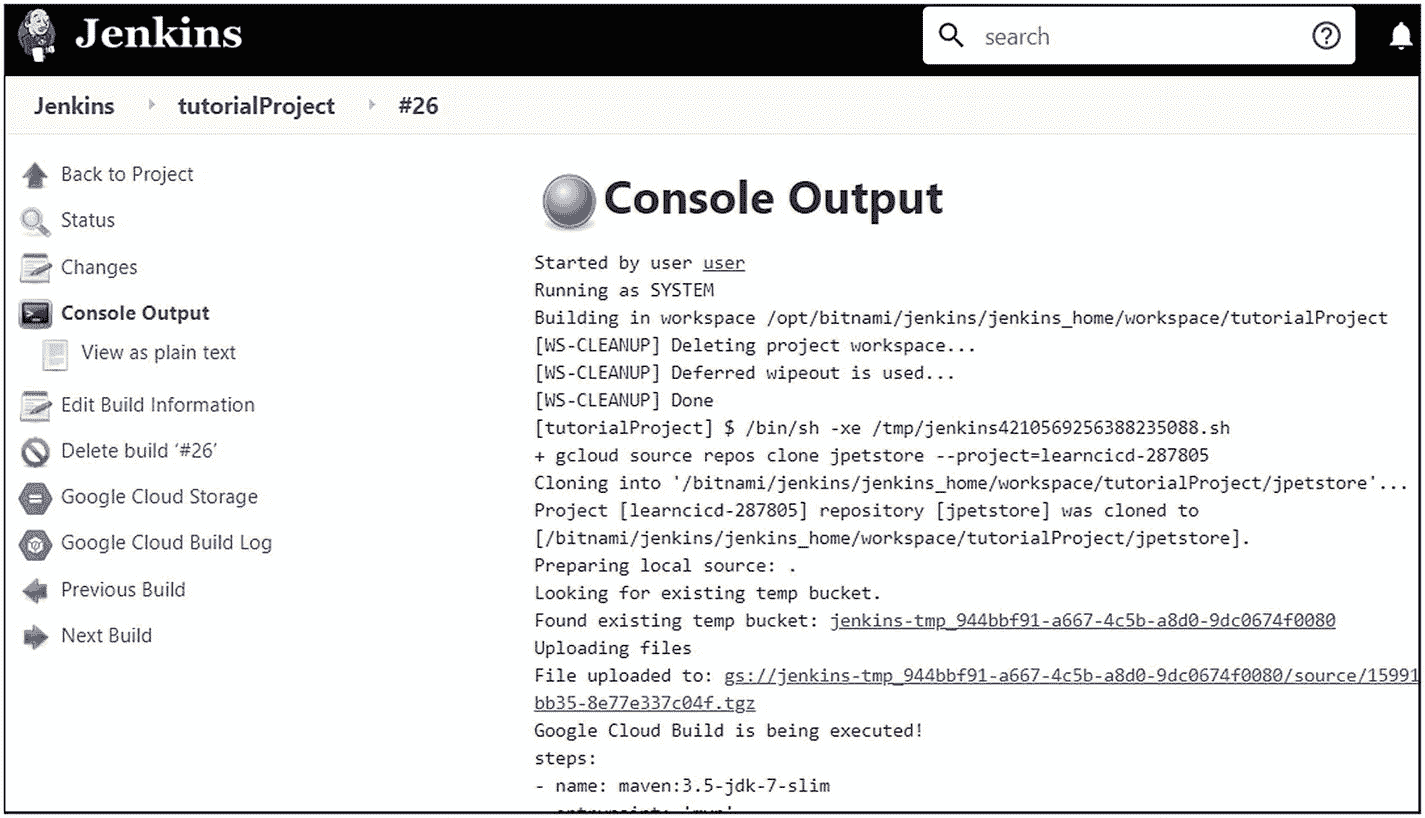 Jenkins
search
Jenkins
tutorialProject
#26
Back to Project
Status
Changes
Console Output
View as plain text
Edit Build Information
Delete build ‘#26’
Google Cloud Storage
Google Cloud Build Log
Previous Build
Next Build
Console Output
Started by user user
Running as SYSTEM
Building in workspace /opt/bitnami/jenkins/jenkins_home/workspace/tutorialProject
[WS-CLEANUP] Deleting project workspace...
[WS-CLEANUP] Deferred wipeout is used...
[WS-CLEANUP] Done
[tutorialProject] $ /bin/sh -xe /tmp/jenkins4210569256388235088.sh
+ gcloud source repos clone jpetstore --project=learncicd-287805
Cloning into '/bitnami/jenkins/jenkins_home/workspace/tutorialProject/jpetstore'...
Project [learncicd-287805] repository [jpetstore] was cloned to
[/bitnami/jenkins/jenkins_home/workspace/tutorialProject/jpetstore].
Preparing local source: .
Looking for existing temp bucket.
Found existing temp bucket: jenkins-tmp_944bbf91-a667-4c5b-a8d0-9dc0674f0080
Uploading files
File uploaded to: gs://jenkins-tmp_944bbf91-a667-4c5b-a8d0-9dc0674f0080/source/15991
bb35-8e77e337c04f.tgz
Google Cloud Build is being executed!
steps:
- name: maven:3.5-jdk-7-slim